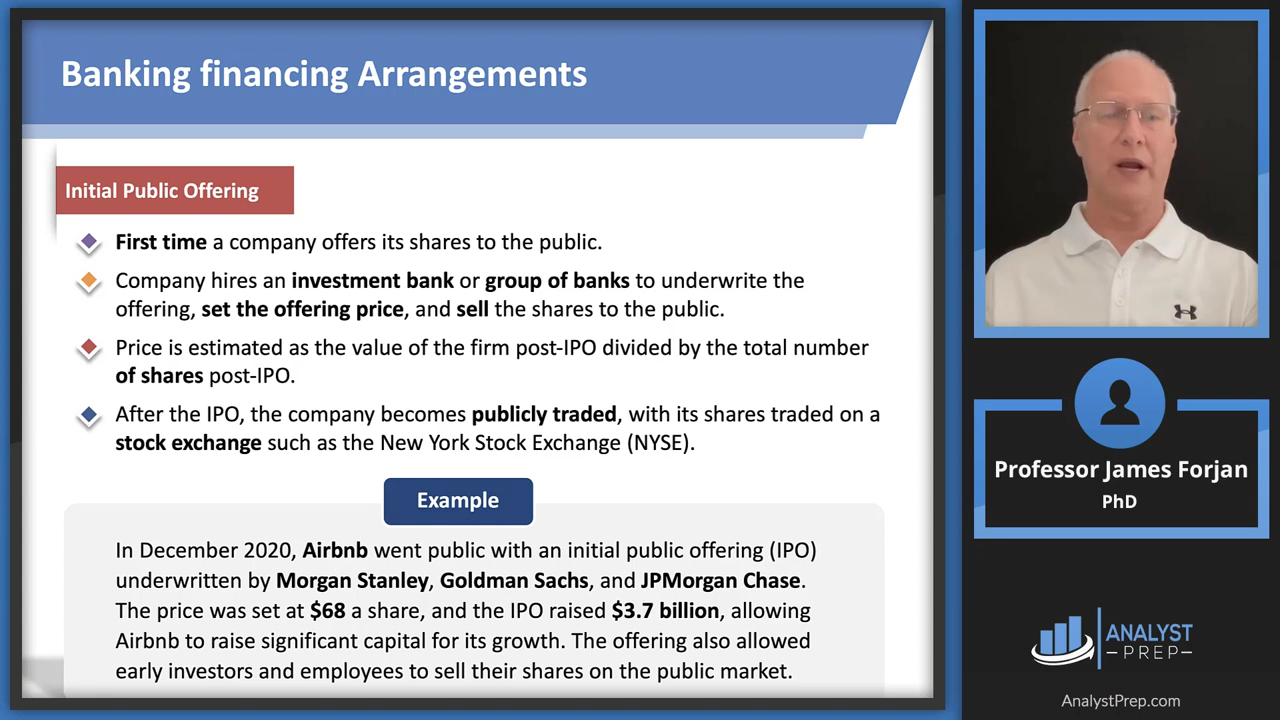 Banking financing Arrangements
Initial Public Offering
First time a company offers its shares to the public.
Company hires an investment bank or group of banks to underwrite the
offering, set the offering price, and sell the shares to the public.
Price is estimated as the value of the firm post-IPO divided by the total number
of shares post-IPO.
After the IPO, the company becomes publicly traded, with its shares traded on a
stock exchange such as the New York Stock Exchange (NYSE).
Example
In December 2020, Airbnb went public with an initial public offering (IPO)
underwritten by Morgan Stanley, Goldman Sachs, and JPMorgan Chase.
The price was set at $68 a share, and the IPO raised $3.7 billion, allowing
Airbnb to raise significant capital for its growth. The offering also allowed
early investors and employees to sell their shares on the public market.
Professor James Forjan
PhD
ANALYST
PREP
AnalystPrep.com